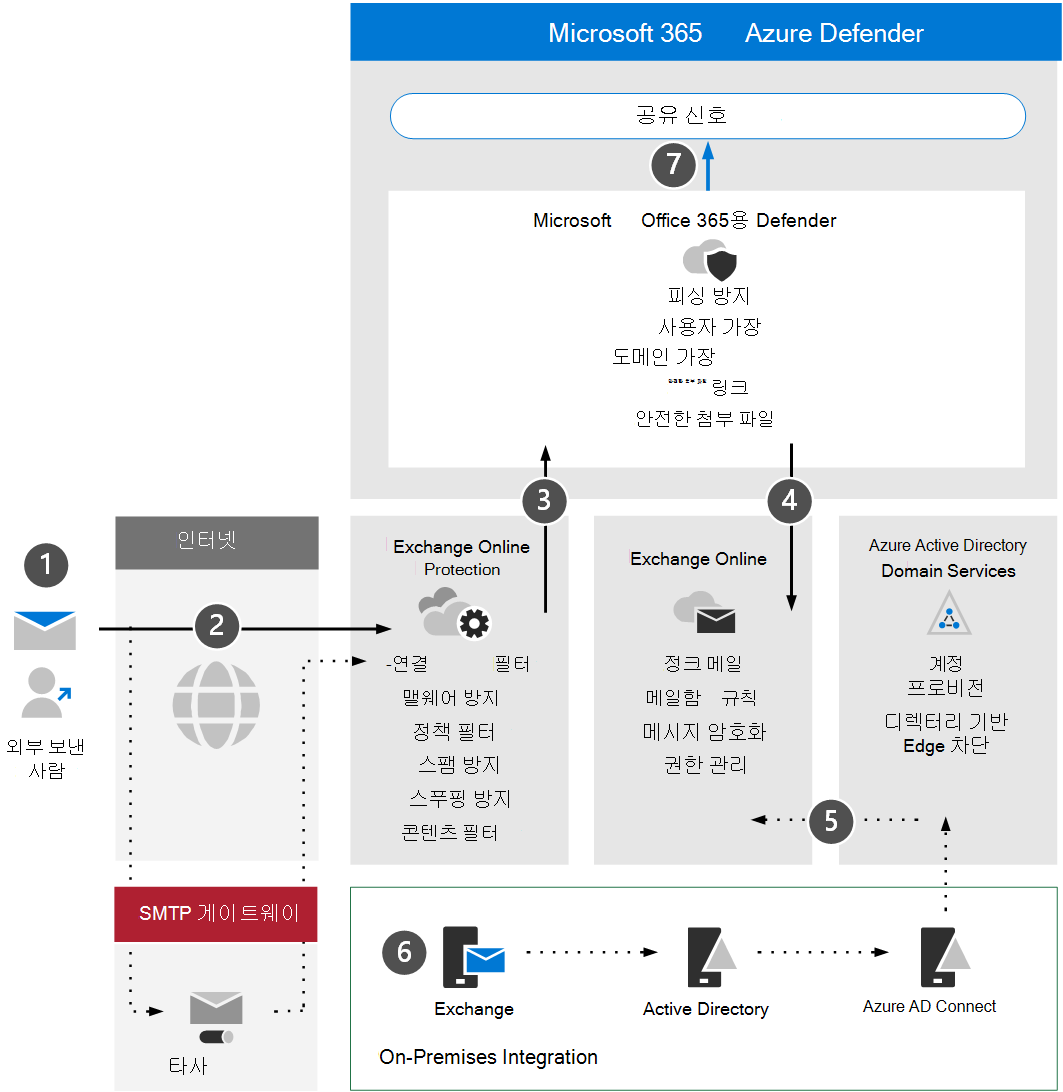 Microsoft 365 Azure Defender
공유 신호
7
Microsoft Office 365용 Defender
피싱 방지
사용자 가장
도메인 가장
링크
안전한 첨부 파일
3
4
인터넷
1
2
외부 보낸
사람
Exchange Online
Protection
-연결 필터
맬웨어 방지
정책 필터
스팸 방지
스푸핑 방지
콘텐츠 필터
Exchange Online
정크 메일
메일함 규칙
메시지 암호화
권한 관리
Azure Active Directory
Domain Services
계정
프로비전
디렉터리 기반
Edge 차단
5
SMTP 게이트웨이
타사
6
Exchange
Active Directory
Azure AD Connect
On-Premises Integration